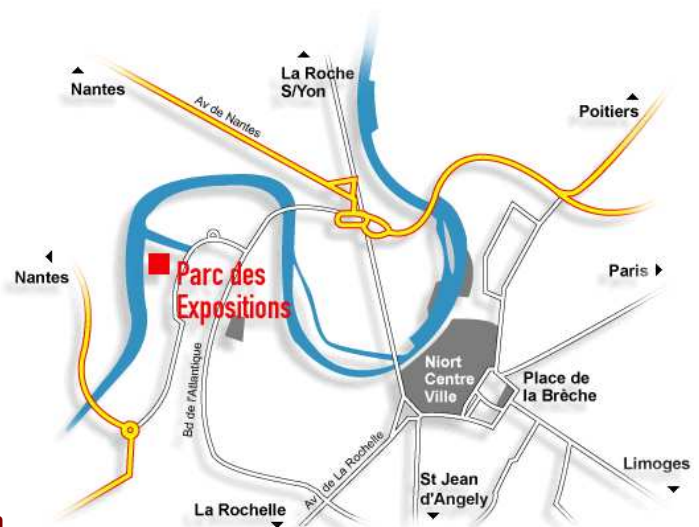 La Roche
S/Yon
Nantes
Av de Nantes
Poitiers
Nantes
Parc des
Expositions
Paris
Bd de l'Atlantique
Niort
Centre
Ville
Place de
la Brèche
Av de La Rochelle
Limoges
St Jean
d'Angely
La Rochelle